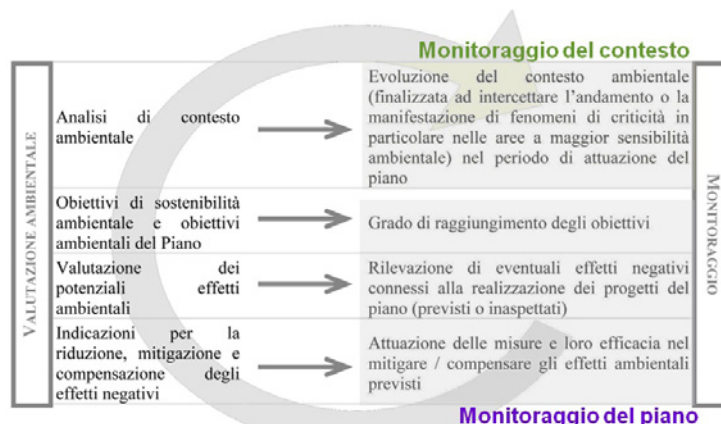 Monitoraggio del contesto
VALUTAZIONE AMBIENTALE
Analisi di contesto
ambientale
Evoluzione del contesto ambientale
(finalizzata ad intercettare l'andamento o la
manifestazione di fenomeni di criticità in
particolare nelle aree a maggior sensibilità
ambientale) nel periodo di attuazione del
piano
Obiettivi di sostenibilità
ambientale e obiettivi
ambientali del Piano
Grado di raggiungimento degli obiettivi
Valutazione dei
potenziali effetti
ambientali
Rilevazione di eventuali effetti negativi
connessi alla realizzazione dei progetti del
piano (previsti o inaspettati)
Indicazioni per la
riduzione, mitigazione e
compensazione degli
effetti negativi
Attuazione delle misure e loro efficacia nel
mitigare / compensare gli effetti ambientali
previsti
MONITORAGGIO
Monitoraggio del piano